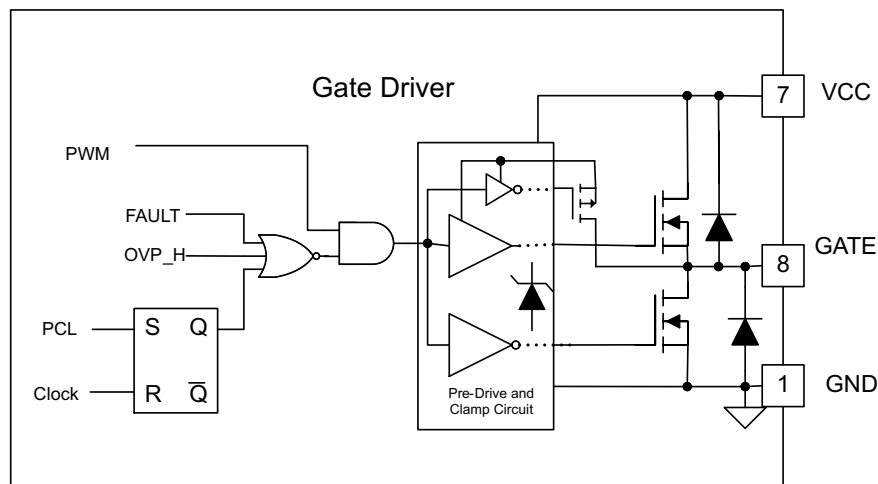 Gate Driver
7 VCC
PWM
FAULT
OVP_H
GATE
8
PCL
S Q
Clock
R Q̅
Pre-Drive and
Clamp Circuit
1 GND